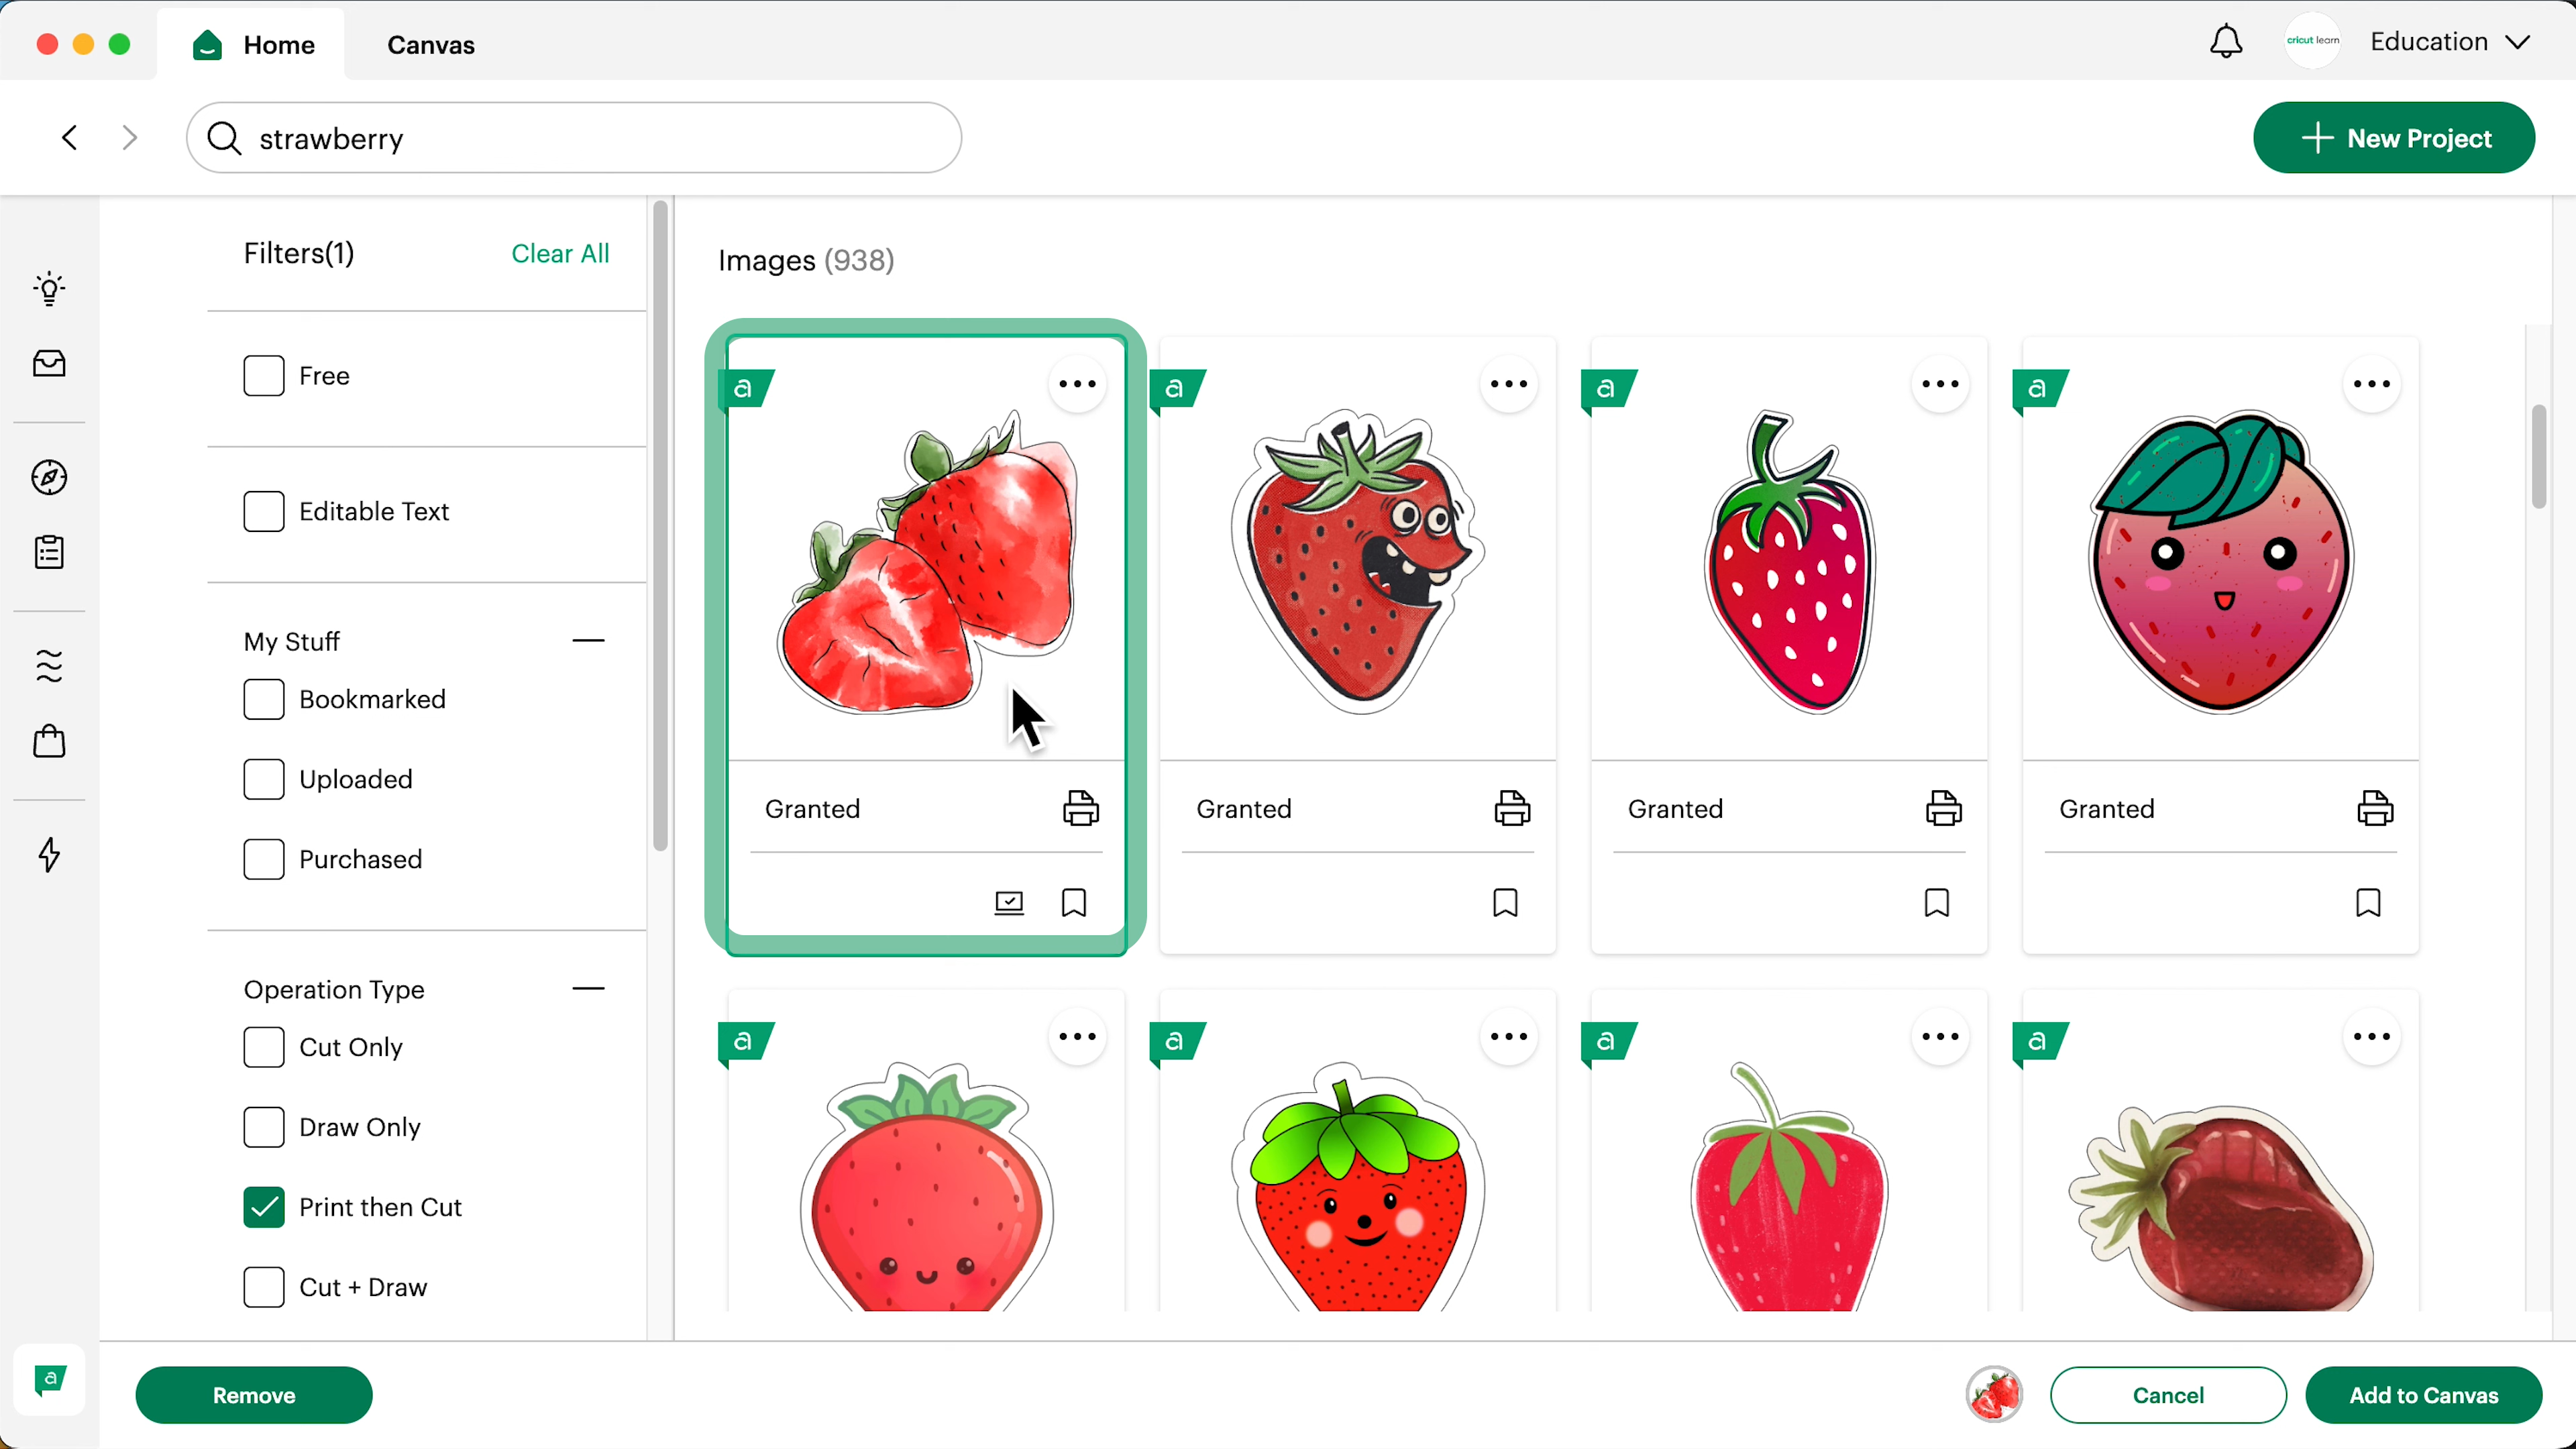 Home
Canvas
cricut learn
Education
strawberry
New Project
Filters(1)
Clear All
Images (938)
Free
Editable Text
My Stuff
Bookmarked
Uploaded
Purchased
Operation Type
Cut Only
Draw Only
Print then Cut
Cut + Draw
a
a
a
a
Granted
Granted
Granted
Granted
a
a
a
a
a
Remove
Cancel
Add to Canvas